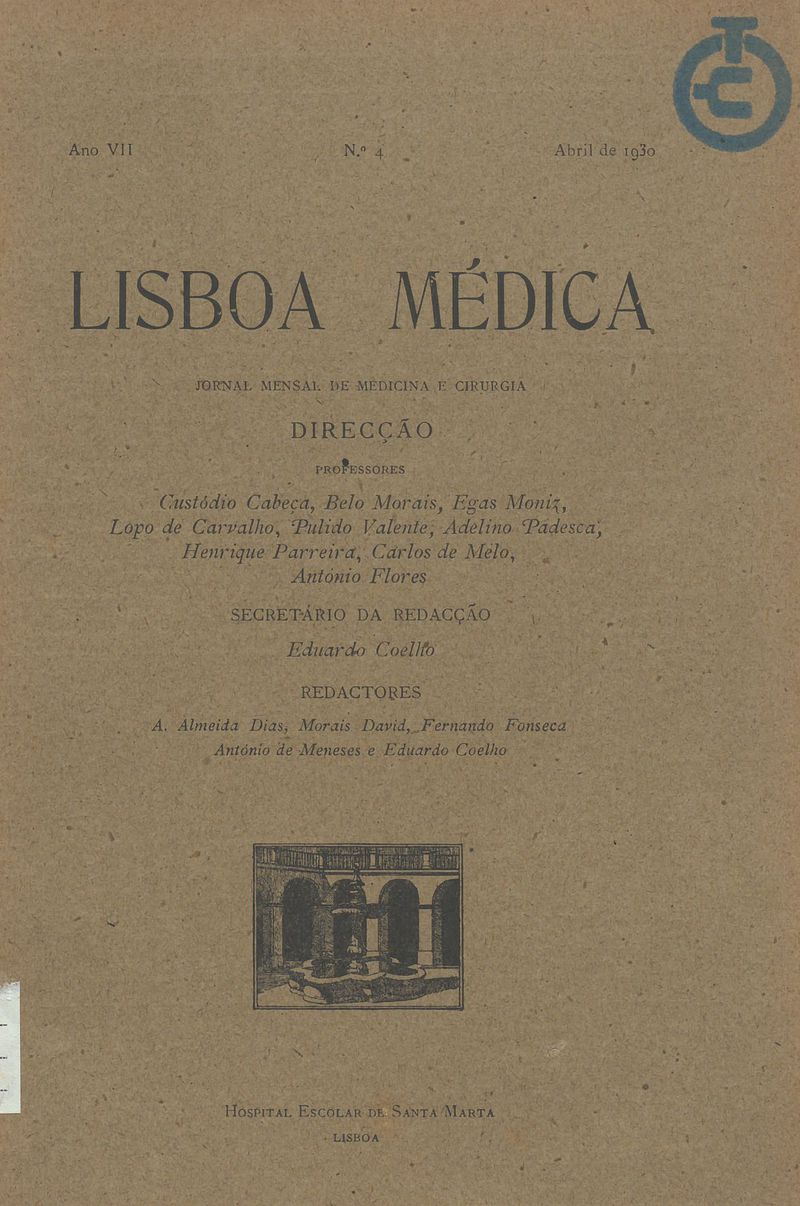 Ano VII N.º 4 Abril de 1930
LISBOA MÉDICA
JORNAL MENSAL DE MEDICINA E CIRURGIA
DIRECÇÃO
PROFESSORES
Custódio Cabeça, Belo Morais, Egas Moniz,
Lopo de Carvalho, Pulido Valente, Adelino Padesca,
Henrique Parreira, Carlos de Melo,
António Flores
SECRETÁRIO DA REDACÇÃO
Eduardo Coelho
REDACTORES
A. Almeida Dias, Morais David, Fernando Fonseca
António de Meneses e Eduardo Coelho
HOSPITAL ESCOLAR DE SANTA MARTA
LISBOA